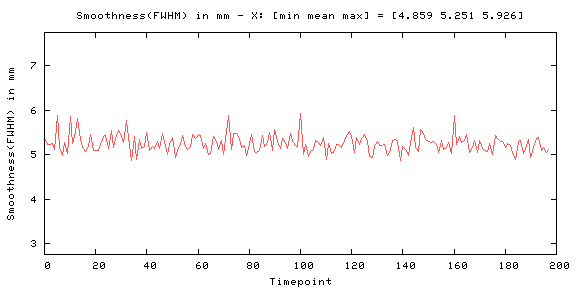 Smoothness(FWHM) in mm - X: [min mean max] = [4.859 5.251 5.926]
7
6
5
4
3
Smoothness(FWHM) in mm
0 20 40 60 80 100 120 140 160 180 200
Timepoint